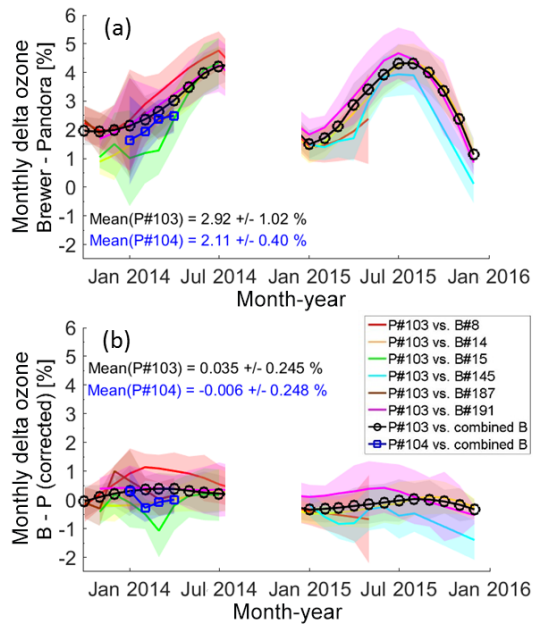 (a)
Monthly delta ozone
Brewer - Pandora [%]
6
5
4
3
2
1
0
-1
-2
Mean(P#103) = 2.92 +/- 1.02 %
Mean(P#104) = 2.11 +/- 0.40 %
Jan 2014 Jul 2014 Jan 2015 Jul 2015 Jan 2016
Month-year
(b)
Monthly delta ozone
B - P (corrected) [%]
6
5
4
3
2
1
0
-1
-2
Mean(P#103) = 0.035 +/- 0.245 %
Mean(P#104) = -0.006 +/- 0.248 %
P#103 vs. B#8
P#103 vs. B#14
P#103 vs. B#15
P#103 vs. B#145
P#103 vs. B#187
P#103 vs. B#191
P#103 vs. combined B
P#104 vs. combined B
Jan 2014 Jul 2014 Jan 2015 Jul 2015 Jan 2016
Month-year